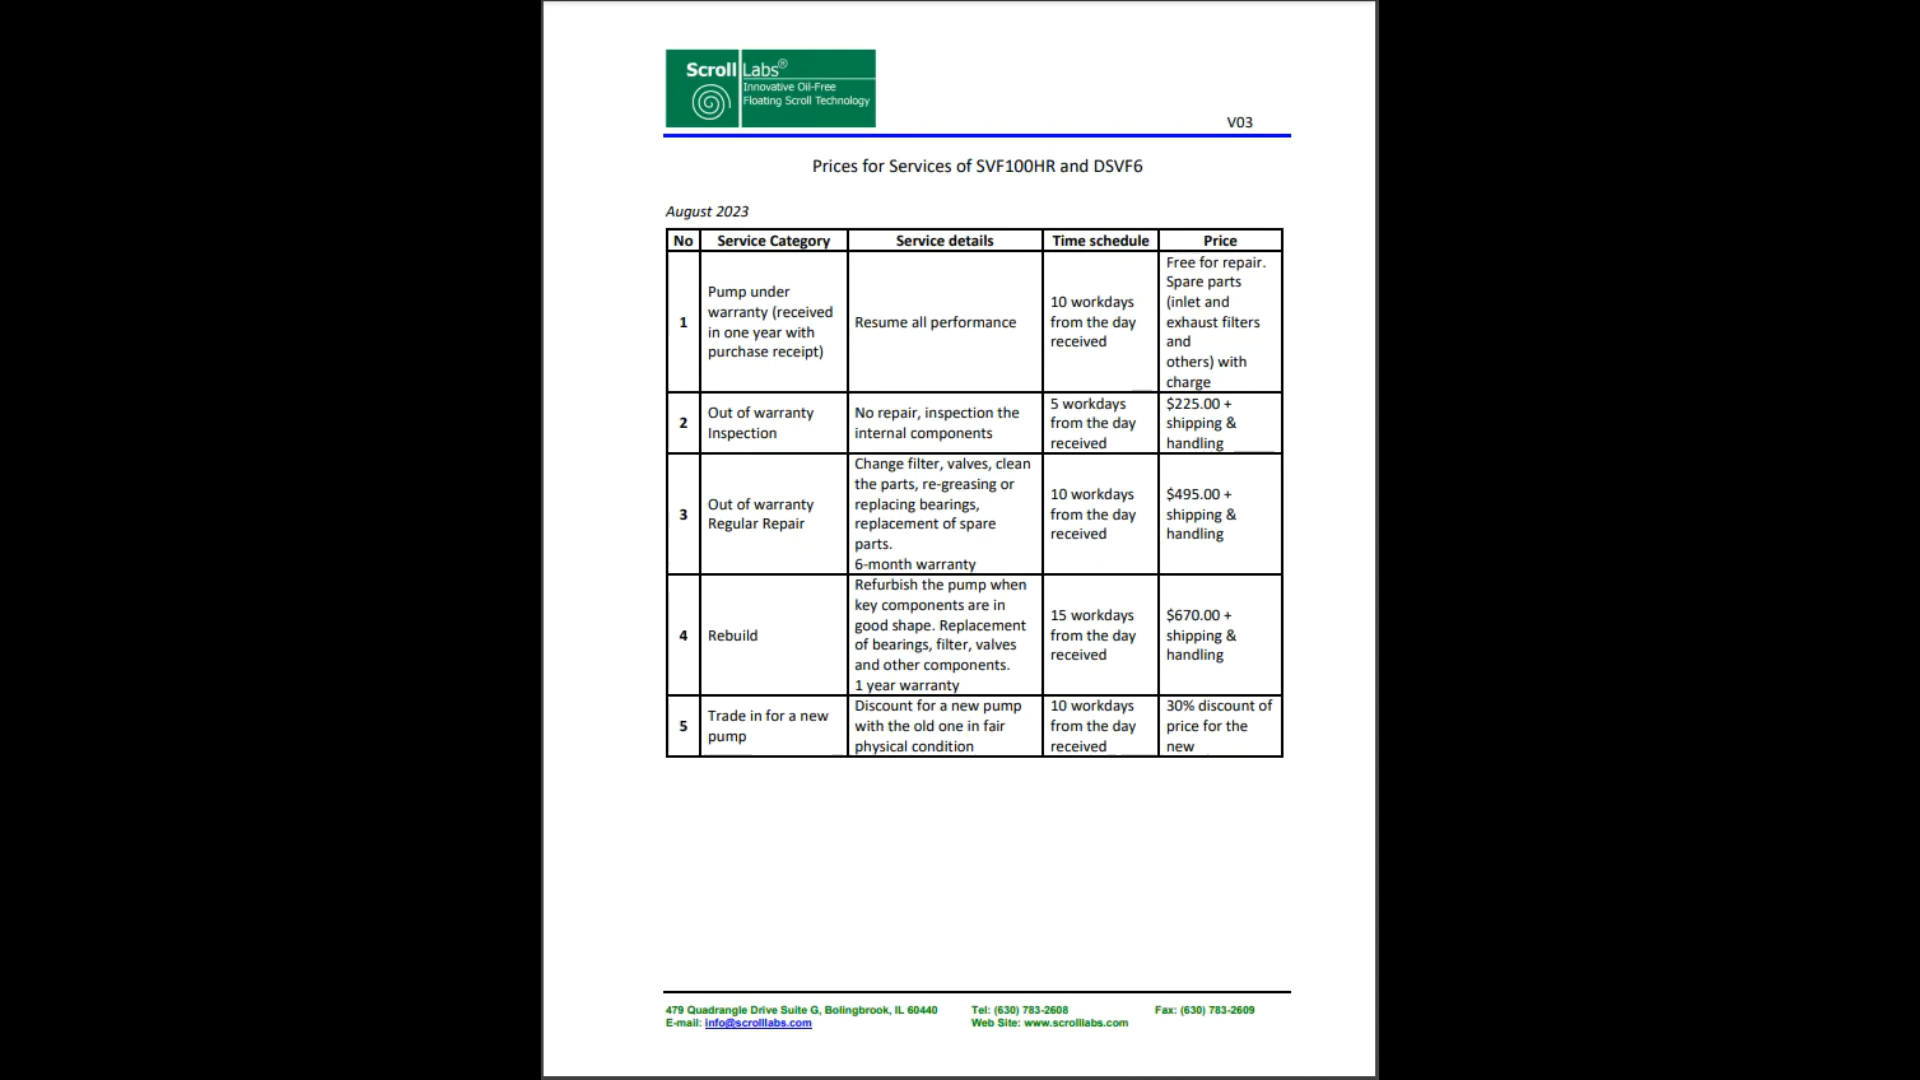 Scroll Labs®
Innovative Oil-Free
Floating Scroll Technology
V03
Prices for Services of SVF100HR and DSVF6
August 2023
No Service Category Service details Time schedule Price
1
Pump under
warranty (received
in one year with
purchase receipt)
Resume all performance
10 workdays
from the day
received
Free for repair.
Spare parts
(inlet and
exhaust filters
and
others) with
charge
2
Out of warranty
Inspection
No repair, inspection the
internal components
5 workdays
from the day
received
$225.00 +
shipping &
handling
3
Out of warranty
Regular Repair
Change filter, valves, clean
the parts, re-greasing or
replacing bearings,
replacement of spare
parts.
6-month warranty
10 workdays
from the day
received
$495.00 +
shipping &
handling
4
Rebuild
Refurbish the pump when
key components are in
good shape. Replacement
of bearings, filter, valves
and other components.
1 year warranty
15 workdays
from the day
received
$670.00 +
shipping &
handling
5
Trade in for a new
pump
Discount for a new pump
with the old one in fair
physical condition
10 workdays
from the day
received
30% discount of
price for the
new
479 Quadrangle Drive Suite G, Bolingbrook, IL 60440 Tel: (630) 783-2608 Fax: (630) 783-2609
E-mail: info@scrolllabs.com Web Site: www.scrolllabs.com